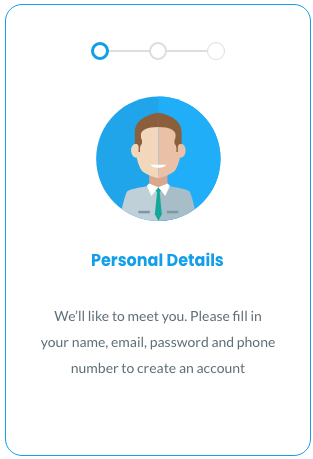 Personal Details
We'll like to meet you. Please fill in
your name, email, password and phone
number to create an account